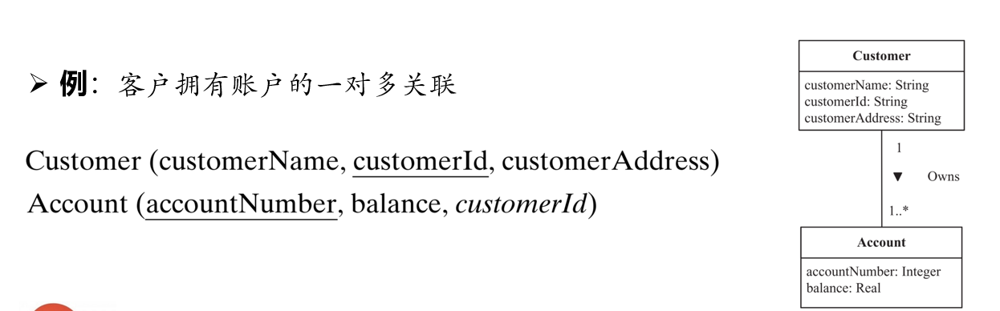 ➢ 例：客户拥有账户的一对多关联
Customer (customerName, customerId, customerAddress)
Account (accountNumber, balance, customerId)
Customer
customerName: String
customerId: String
customerAddress: String
1
▼ Owns
1..*
Account
accountNumber: Integer
balance: Real